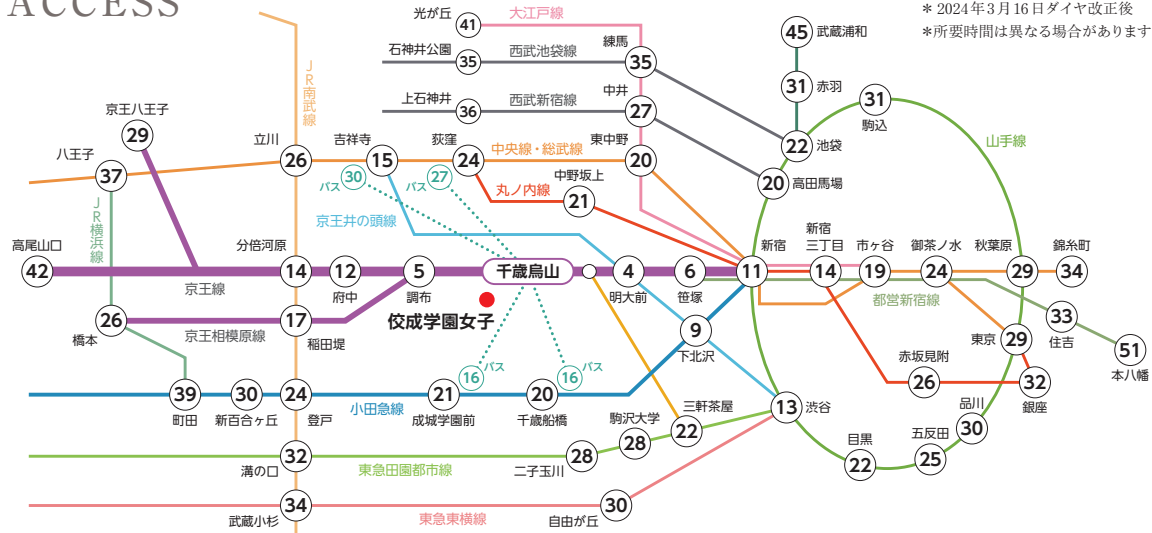 ACCESS
＊2024年3月16日ダイヤ改正後
＊所要時間は異なる場合があります
光が丘
41
大江戸線
石神井公園
35
西武池袋線
練馬
35
45
武蔵浦和
31
赤羽
上石神井
36
西武新宿線
中井
27
22
池袋
31
駒込
山手線
JR南武線
京王八王子
29
八王子
37
立川
26
吉祥寺
15
荻窪
24
中央線・総武線
東中野
20
20
高田馬場
バス
30
バス
27
丸ノ内線
中野坂上
21
JR横浜線
京王井の頭線
高尾山口
42
京王線
分倍河原
14
12
府中
5
調布
千歳烏山
4
明大前
6
笹塚
新宿
11
新宿
三丁目
14
市ヶ谷
19
御茶ノ水
24
秋葉原
29
錦糸町
34
都営新宿線
佼成学園女子
26
橋本
京王相模原線
17
稲田堤
9
下北沢
33
住吉
51
本八幡
東京
29
赤坂見附
26
32
銀座
16
バス
16
バス
39
町田
30
新百合ヶ丘
24
登戸
小田急線
21
成城学園前
20
千歳船橋
三軒茶屋
22
13
渋谷
駒沢大学
28
品川
30
五反田
25
目黒
22
32
溝の口
東急田園都市線
28
二子玉川
34
武蔵小杉
東急東横線
30
自由が丘